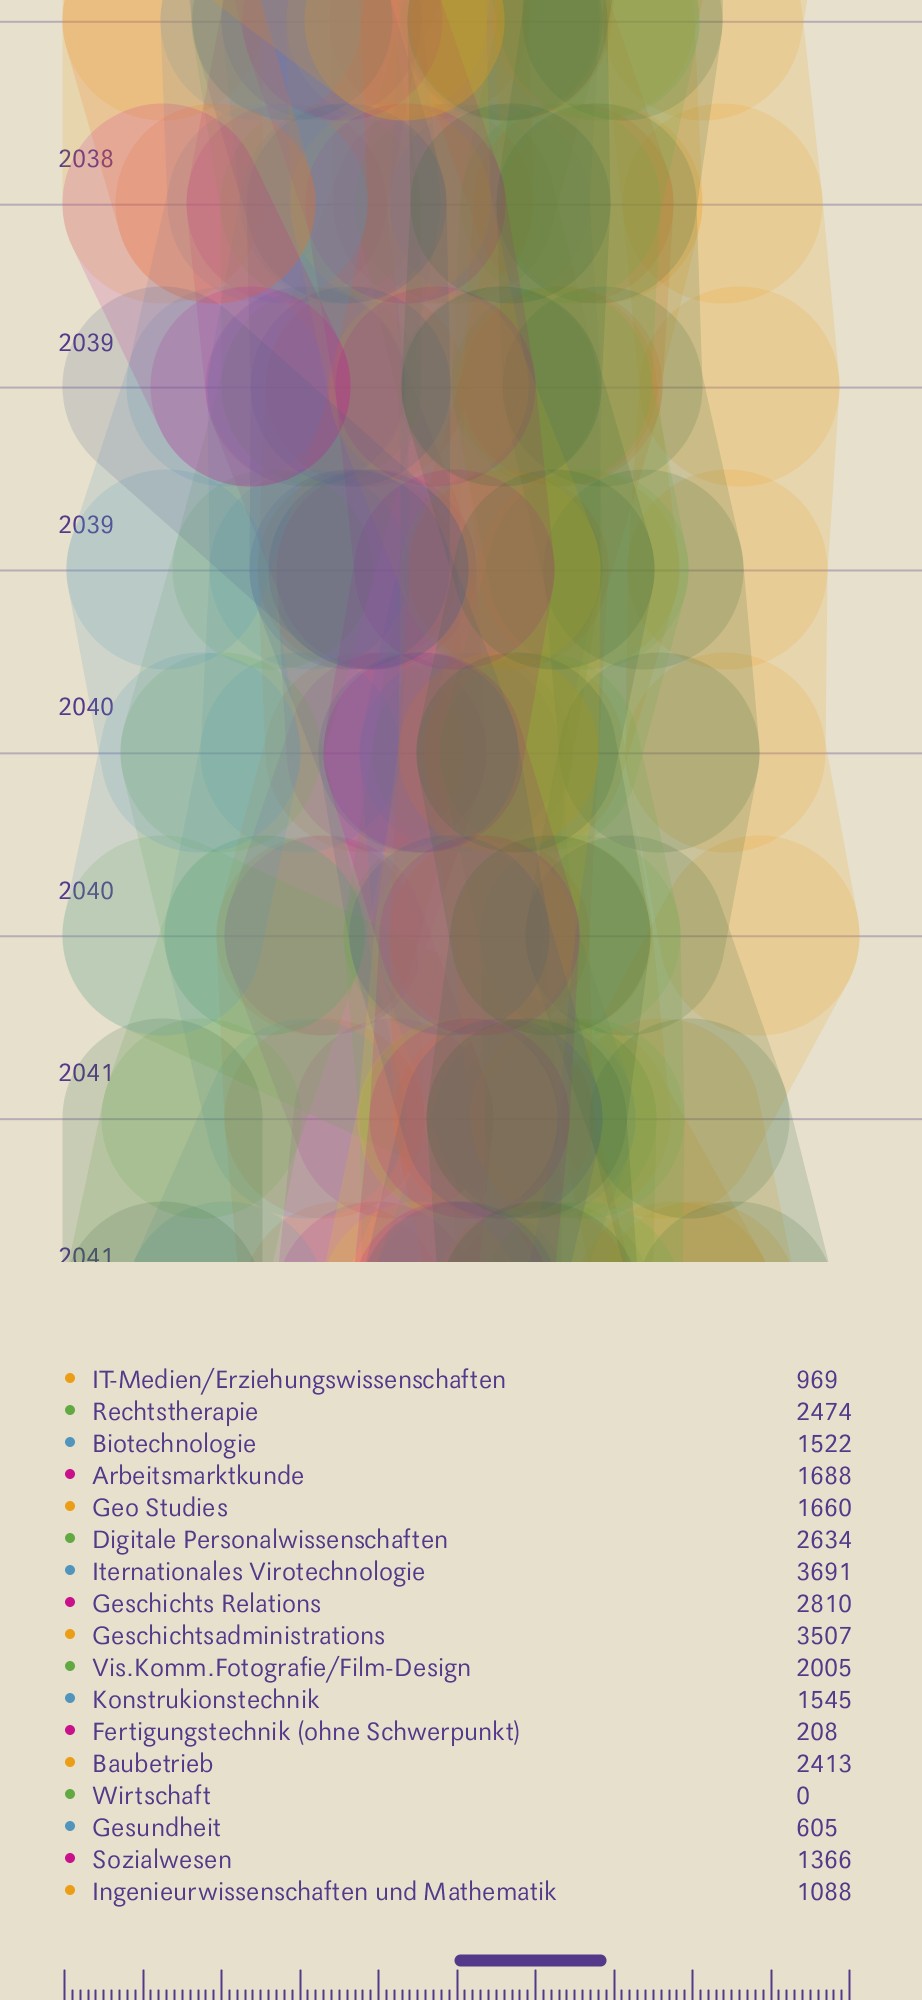 2038
2039
2039
2040
2040
2041
2041
IT-Medien/Erziehungswissenschaften 969
Rechtstherapie 2474
Biotechnologie 1522
Arbeitsmarktkunde 1688
Geo Studies 1660
Digitale Personalwissenschaften 2634
Iternationales Virotechnologie 3691
Geschichts Relations 2810
Geschichtsadministrations 3507
Vis.Komm.Fotografie/Film-Design 2005
Konstrukionstechnik 1545
Fertigungstechnik (ohne Schwerpunkt) 208
Baubetrieb 2413
Wirtschaft 0
Gesundheit 605
Sozialwesen 1366
Ingenieurwissenschaften und Mathematik 1088